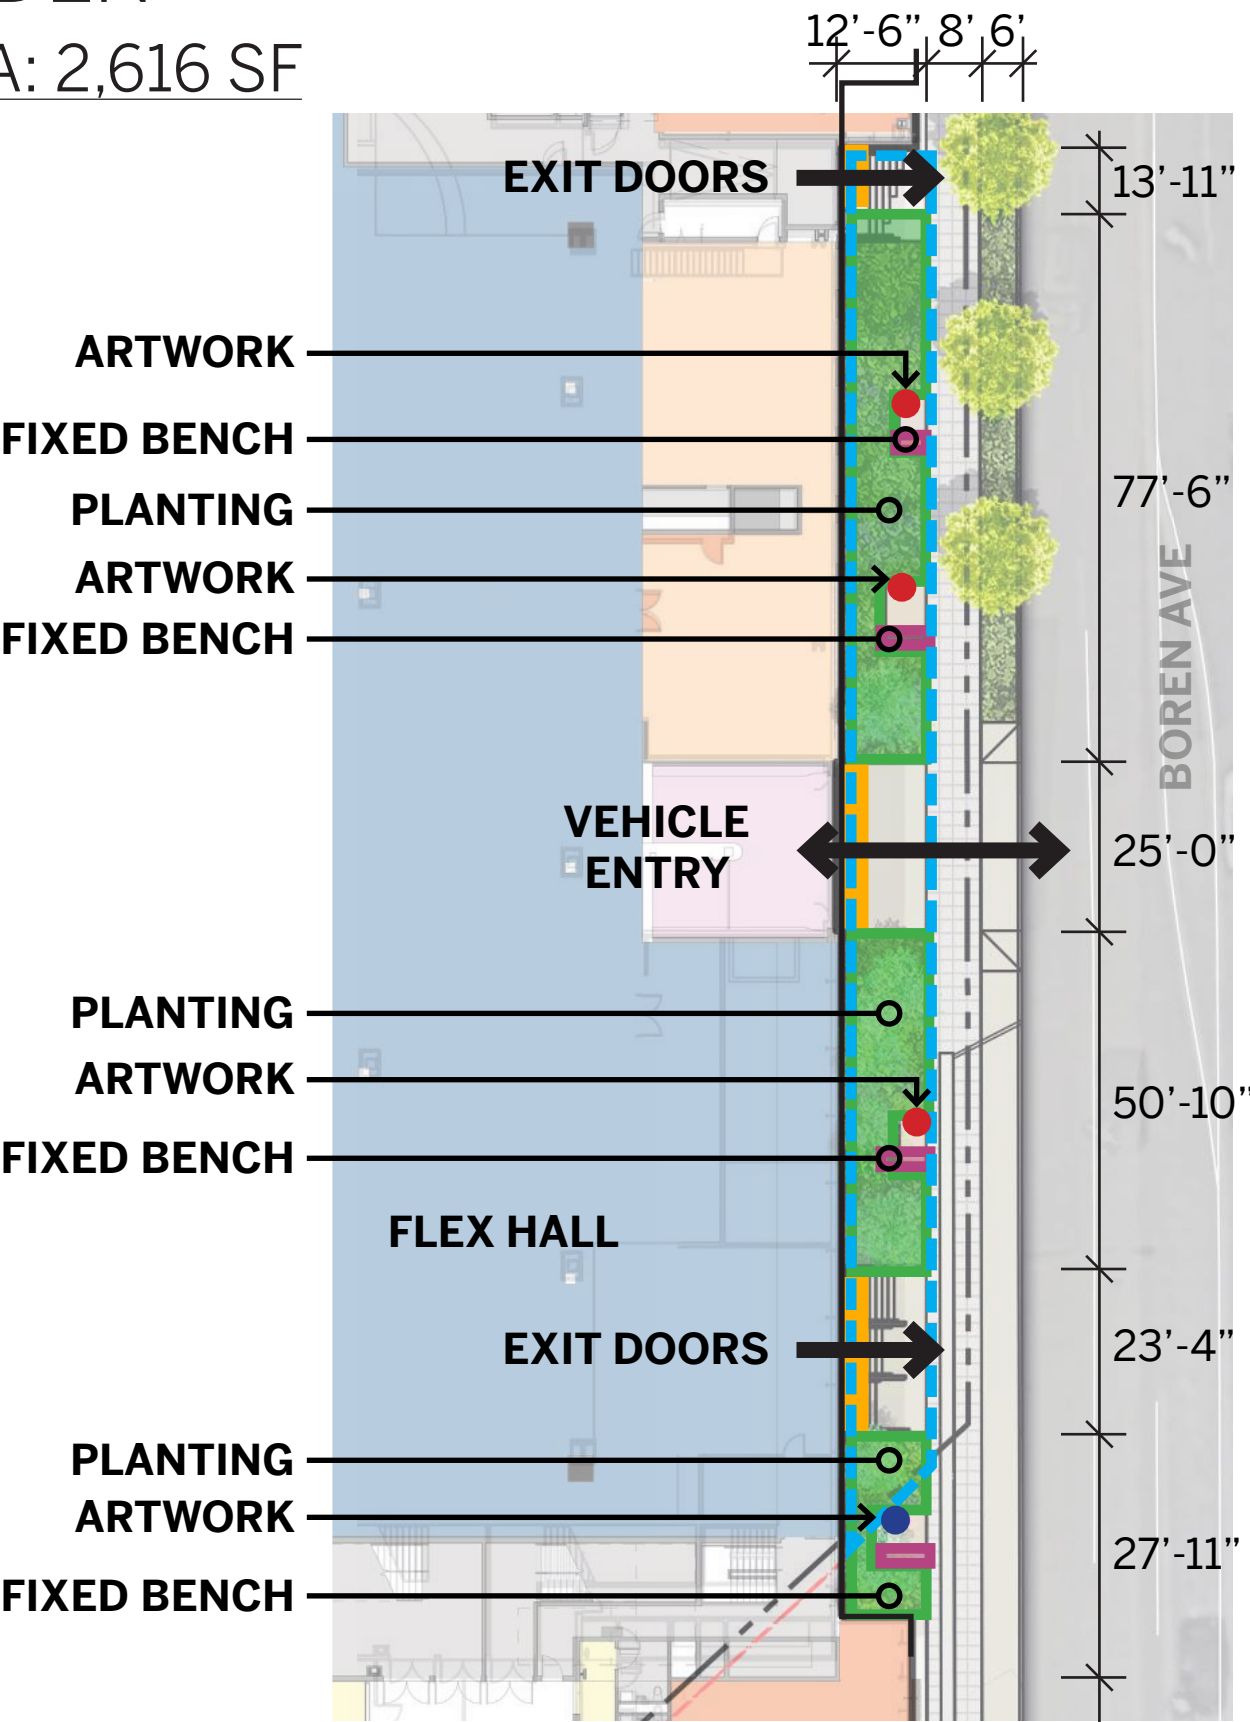 A: 2,616 SF
12’-6” 8’ 6’
EXIT DOORS
13’-11”
ARTWORK
FIXED BENCH
PLANTING
77’-6”
ARTWORK
BOREN AVE
FIXED BENCH
VEHICLE
ENTRY
25’-0”
PLANTING
ARTWORK
50’-10”
FIXED BENCH
FLEX HALL
EXIT DOORS
23’-4”
PLANTING
ARTWORK
27’-11”
FIXED BENCH